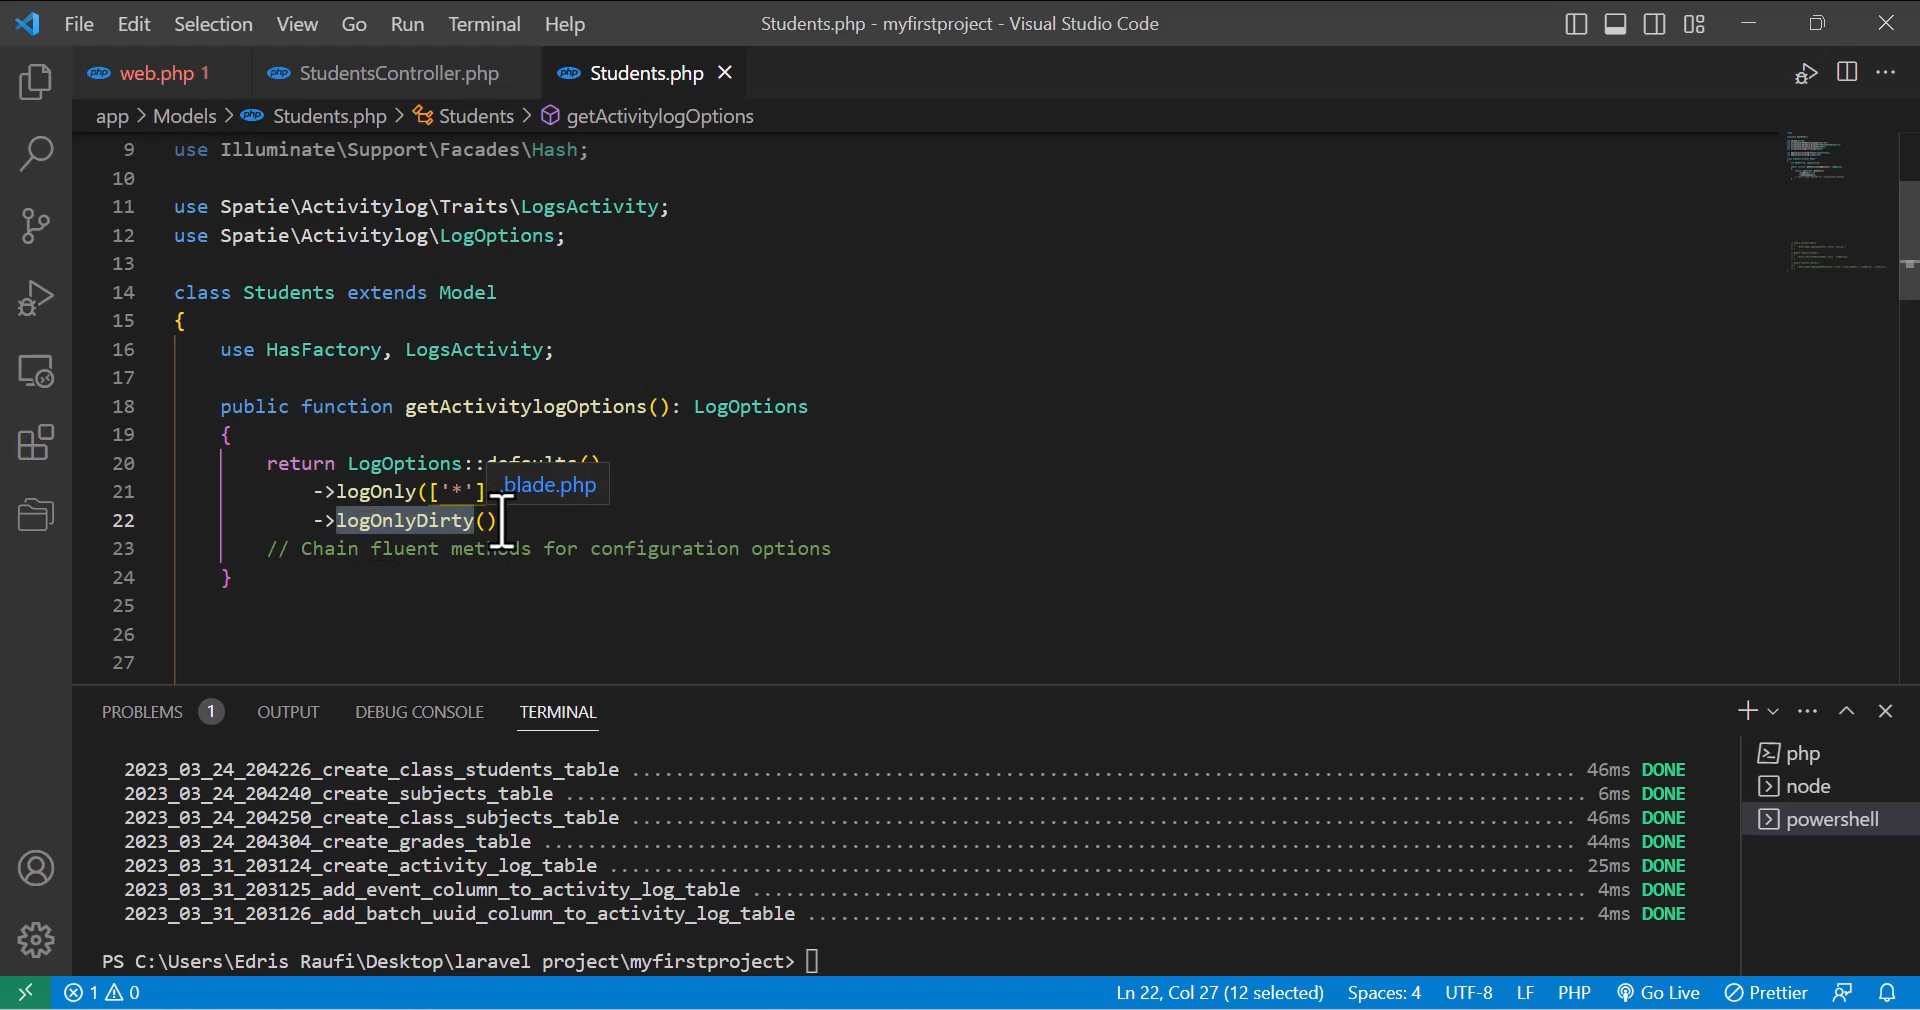 File Edit Selection View Go Run Terminal Help Students.php - myfirstproject - Visual Studio Code
php web.php 1 php StudentsController.php php Students.php
app > Models > php Students.php > Students > getActivitylogOptions
9 use Illuminate\Support\Facades\Hash;
10
11 use Spatie\Activitylog\Traits\LogsActivity;
12 use Spatie\Activitylog\LogOptions;
13
14 class Students extends Model
15 {
16 use HasFactory, LogsActivity;
17
18 public function getActivitylogOptions(): LogOptions
19 {
20 return LogOptions::defaults()
.blade.php
21 ->logOnly(['*']
22 ->logOnlyDirty()
23 // Chain fluent methods for configuration options
24 }
25
26
27
PROBLEMS 1 OUTPUT DEBUG CONSOLE TERMINAL
2023_03_24_204226_create_class_students_table ........ 46ms DONE
2023_03_24_204240_create_subjects_table ........ 6ms DONE
2023_03_24_204250_create_class_subjects_table ........ 46ms DONE
2023_03_24_204304_create_grades_table ........ 44ms DONE
2023_03_31_203124_create_activity_log_table ........ 25ms DONE
2023_03_31_203125_add_event_column_to_activity_log_table ........ 4ms DONE
2023_03_31_203126_add_batch_uuid_column_to_activity_log_table ........ 4ms DONE
PS C:\Users\Edris Raufi\Desktop\laravel project\myfirstproject>
php
node
powershell
1 0 Ln 22, Col 27 (12 selected) Spaces: 4 UTF-8 LF PHP Go Live Prettier